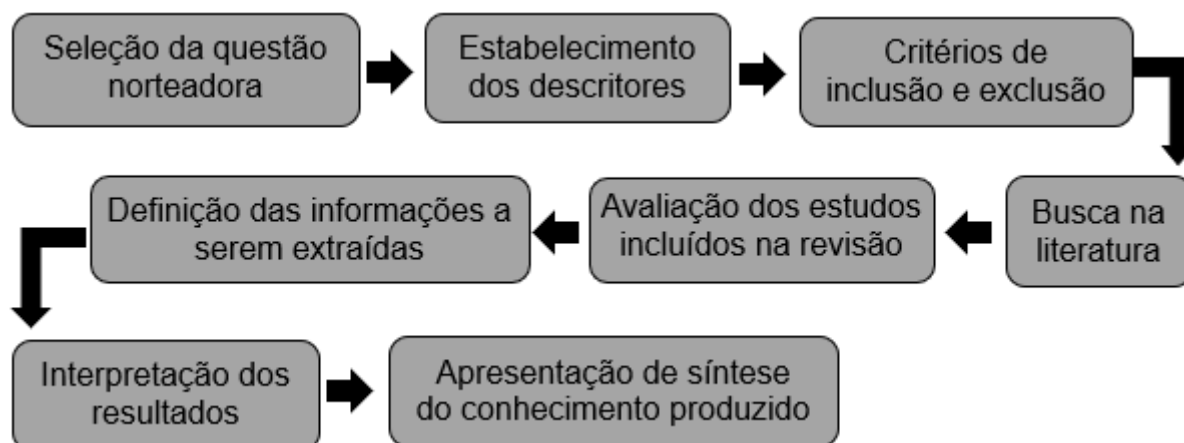 Seleção da questão
norteadora
Estabelecimento
dos descritores
Critérios de
inclusão e exclusão
Busca na
literatura
Avaliação dos estudos
incluídos na revisão
Definição das informações a
serem extraídas
Interpretação dos
resultados
Apresentação de síntese
do conhecimento produzido